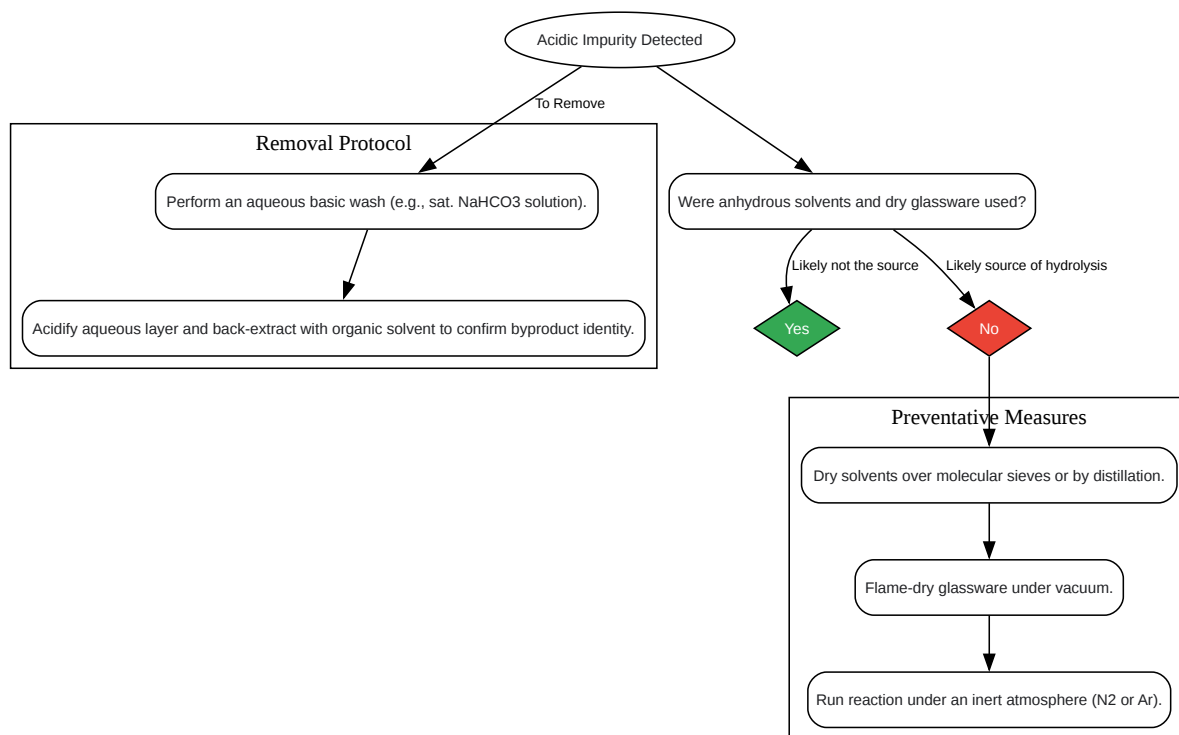 Acidic Impurity Detected
To Remove
Removal Protocol
Perform an aqueous basic wash (e.g., sat. NaHCO3 solution).
Were anhydrous solvents and dry glassware used?
Likely not the source
Likely source of hydrolysis
Acidify aqueous layer and back-extract with organic solvent to confirm byproduct identity.
Yes
No
Preventative Measures
Dry solvents over molecular sieves or by distillation.
Flame-dry glassware under vacuum.
Run reaction under an inert atmosphere (N2 or Ar).